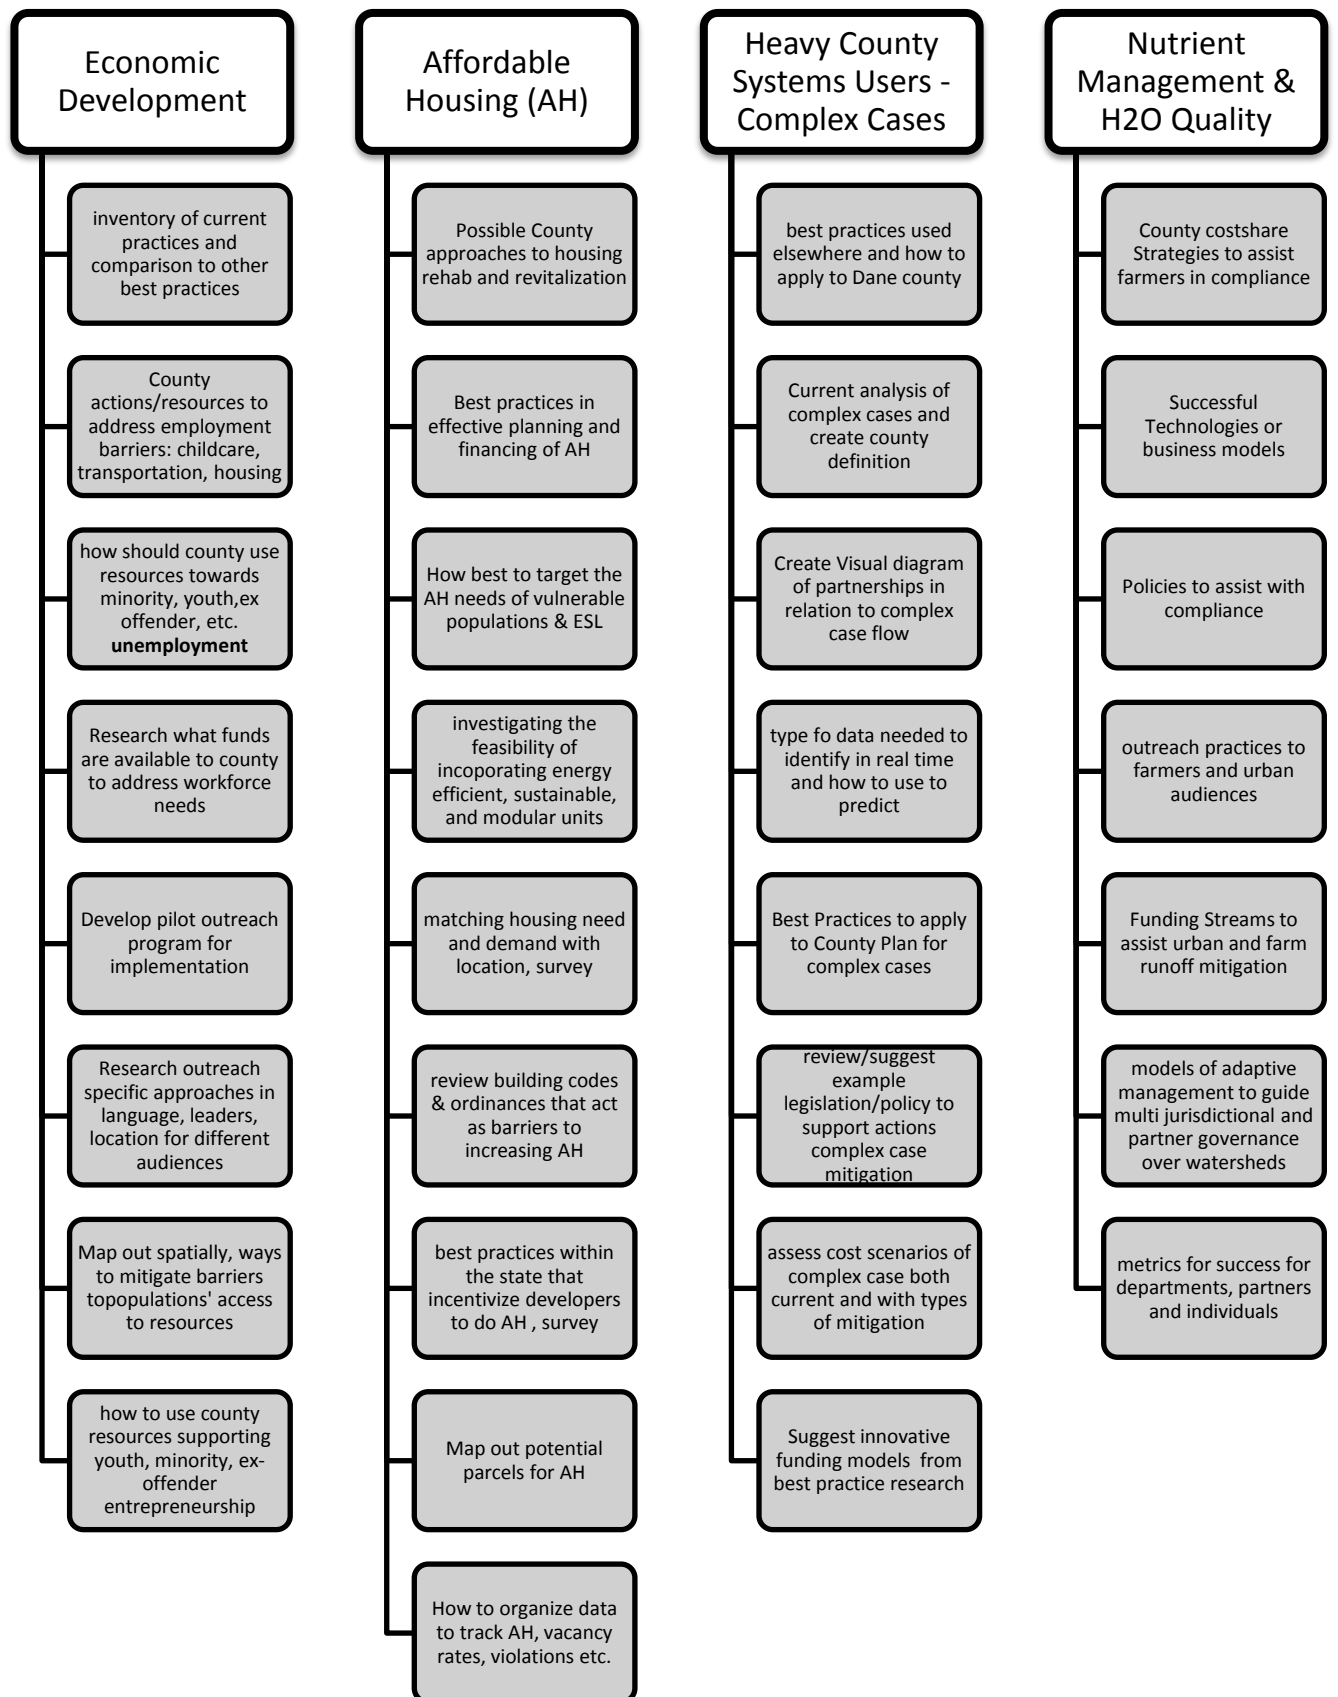 Economic
Development
inventory of current
practices and
comparison to other
best practices
County
actions/resources to
address employment
barriers: childcare,
transportation, housing
how should county use
resources towards
minority, youth,ex
offender, etc.
unemployment
Research what funds
are available to county
to address workforce
needs
Develop pilot outreach
program for
implementation
Research outreach
specific approaches in
language, leaders,
location for different
audiences
Map out spatially, ways
to mitigate barriers
topopulations' access
to resources
how to use county
resources supporting
youth, minority, ex-
offender
entrepreneurship
Affordable
Housing (AH)
Possible County
approaches to housing
rehab and revitalization
Best practices in
effective planning and
financing of AH
How best to target the
AH needs of vulnerable
populations & ESL
investigating the
feasibility of
incoporating energy
efficient, sustainable,
and modular units
matching housing need
and demand with
location, survey
review building codes
& ordinances that act
as barriers to
increasing AH
best practices within
the state that
incentivize developers
to do AH , survey
Map out potential
parcels for AH
How to organize data
to track AH, vacancy
rates, violations etc.
Heavy County
Systems Users -
Complex Cases
best practices used
elsewhere and how to
apply to Dane county
Current analysis of
complex cases and
create county
definition
Create Visual diagram
of partnerships in
relation to complex
case flow
type fo data needed to
identify in real time
and how to use to
predict
Best Practices to apply
to County Plan for
complex cases
review/suggest
example
legislation/policy to
support actions
complex case
mitigation
assess cost scenarios of
complex case both
current and with types
of mitigation
Suggest innovative
funding models from
best practice research
Nutrient
Management &
H2O Quality
County costshare
Strategies to assist
farmers in compliance
Successful
Technologies or
business models
Policies to assist with
compliance
outreach practices to
farmers and urban
audiences
Funding Streams to
assist urban and farm
runoff mitigation
models of adaptive
management to guide
multi jurisdictional and
partner governance
over watersheds
metrics for success for
departments, partners
and individuals